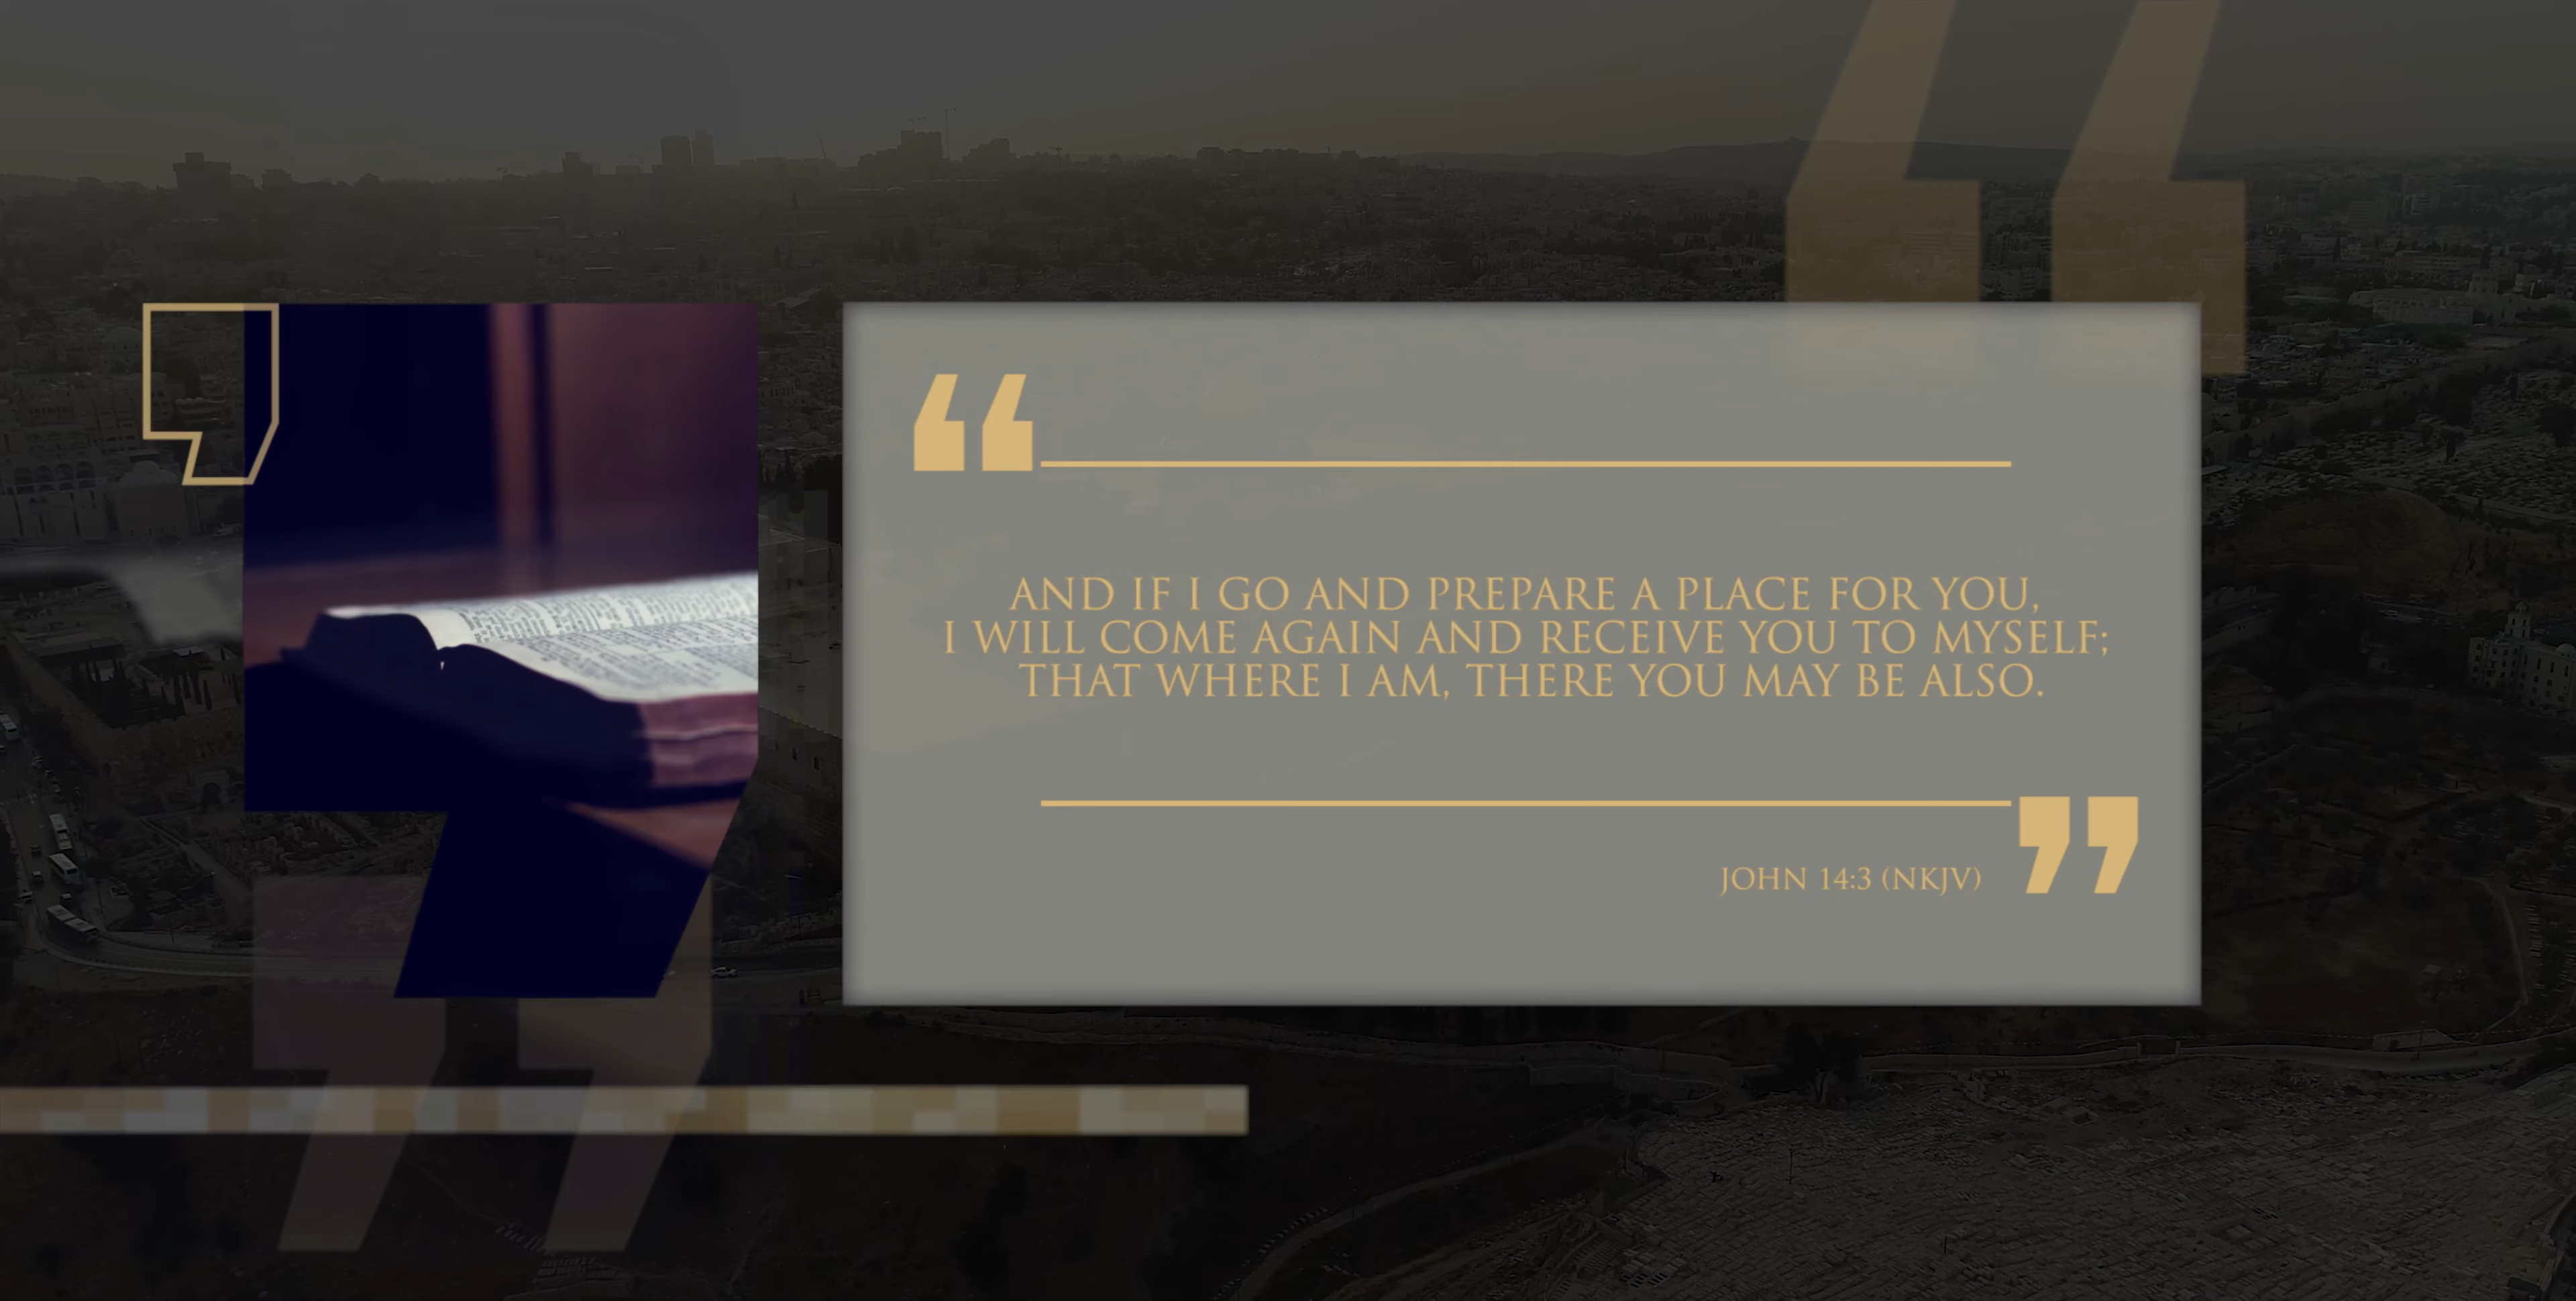 “
AND IF I GO AND PREPARE A PLACE FOR YOU,
I WILL COME AGAIN AND RECEIVE YOU TO MYSELF;
THAT WHERE I AM, THERE YOU MAY BE ALSO.
”
JOHN 14:3 (NKJV)